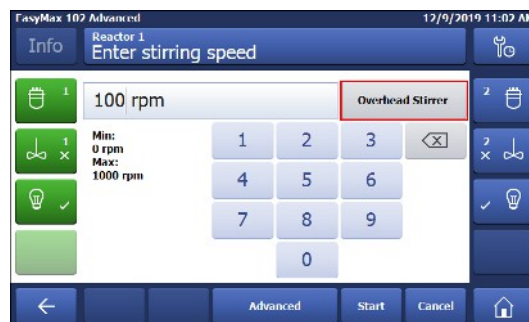 EasyMax 102 Advanced 12/9/2019 11:02 AM
Info
Reactor 1
Enter stirring speed
1
100 rpm
Overhead Stirrer
2
Min:
0 rpm
Max:
1000 rpm
1 2 3
4 5 6
7 8 9
0
1
2
Advanced Start Cancel